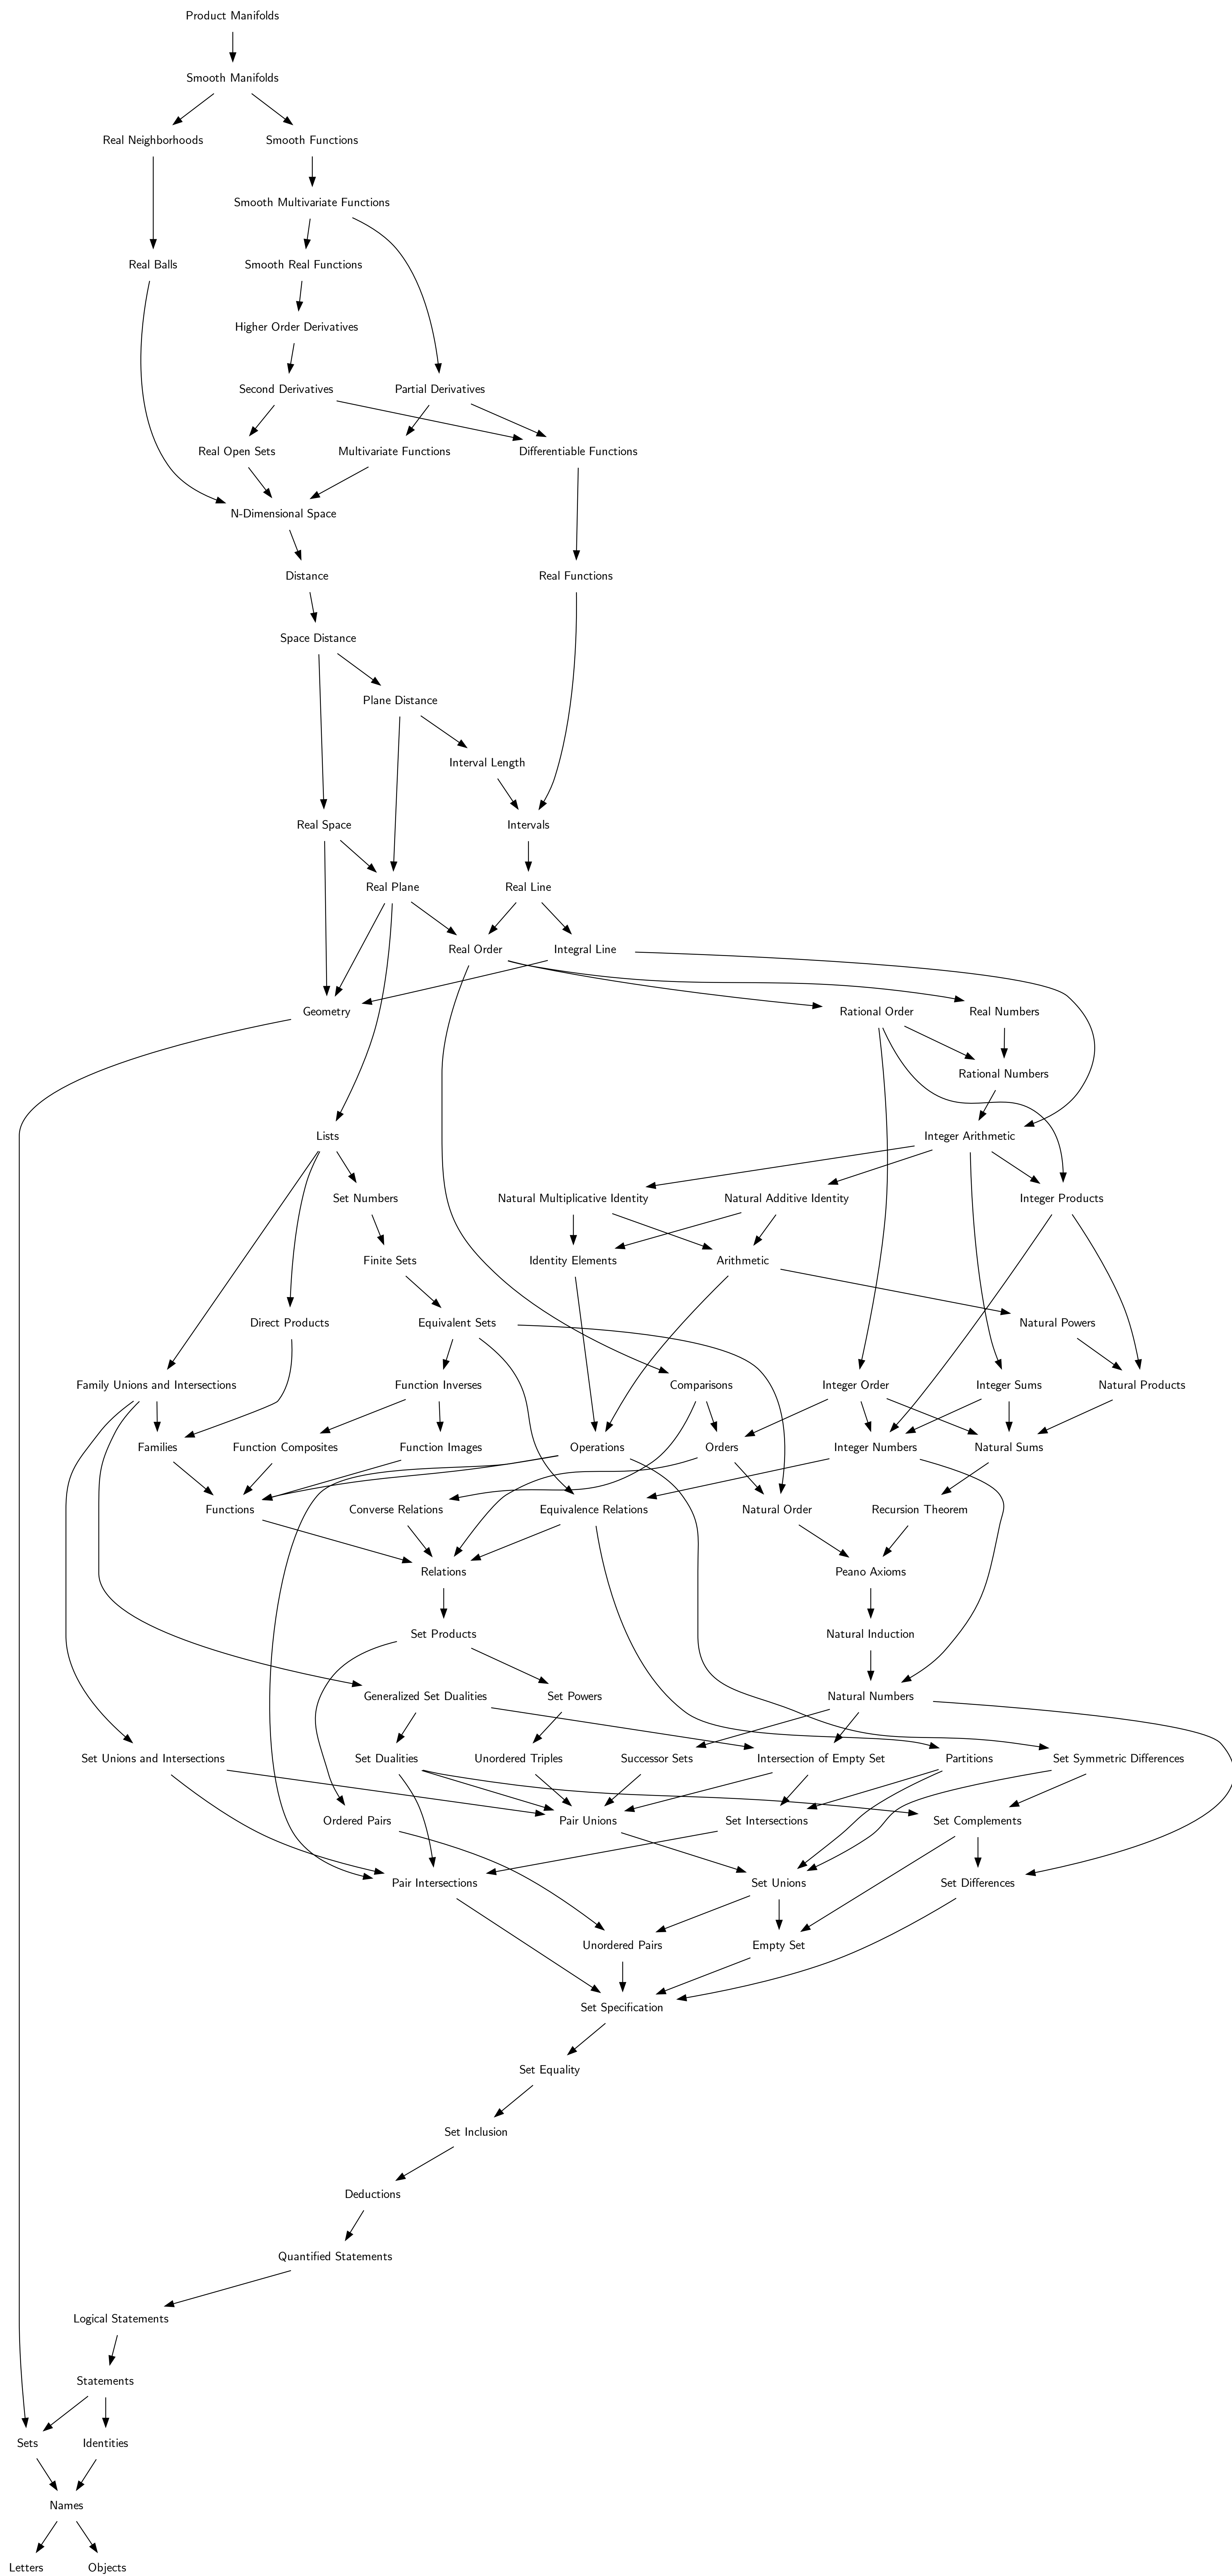 Product Manifolds
Smooth Manifolds
Real Neighborhoods
Smooth Functions
Smooth Multivariate Functions
Real Balls
Smooth Real Functions
Higher Order Derivatives
Second Derivatives
Partial Derivatives
Real Open Sets
Multivariate Functions
Differentiable Functions
N-Dimensional Space
Distance
Real Functions
Space Distance
Plane Distance
Interval Length
Real Space
Intervals
Real Plane
Real Line
Real Order
Integral Line
Geometry
Rational Order
Real Numbers
Rational Numbers
Lists
Integer Arithmetic
Set Numbers
Natural Multiplicative Identity
Natural Additive Identity
Integer Products
Finite Sets
Identity Elements
Arithmetic
Direct Products
Equivalent Sets
Natural Powers
Family Unions and Intersections
Function Inverses
Comparisons
Integer Order
Integer Sums
Natural Products
Families
Function Composites
Function Images
Operations
Orders
Integer Numbers
Natural Sums
Functions
Converse Relations
Equivalence Relations
Natural Order
Recursion Theorem
Relations
Peano Axioms
Set Products
Natural Induction
Generalized Set Dualities
Set Powers
Natural Numbers
Set Unions and Intersections
Set Dualities
Unordered Triples
Successor Sets
Intersection of Empty Set
Partitions
Set Symmetric Differences
Ordered Pairs
Pair Unions
Set Intersections
Set Complements
Pair Intersections
Set Unions
Set Differences
Unordered Pairs
Empty Set
Set Specification
Set Equality
Set Inclusion
Deductions
Quantified Statements
Logical Statements
Statements
Sets
Identities
Names
Letters
Objects